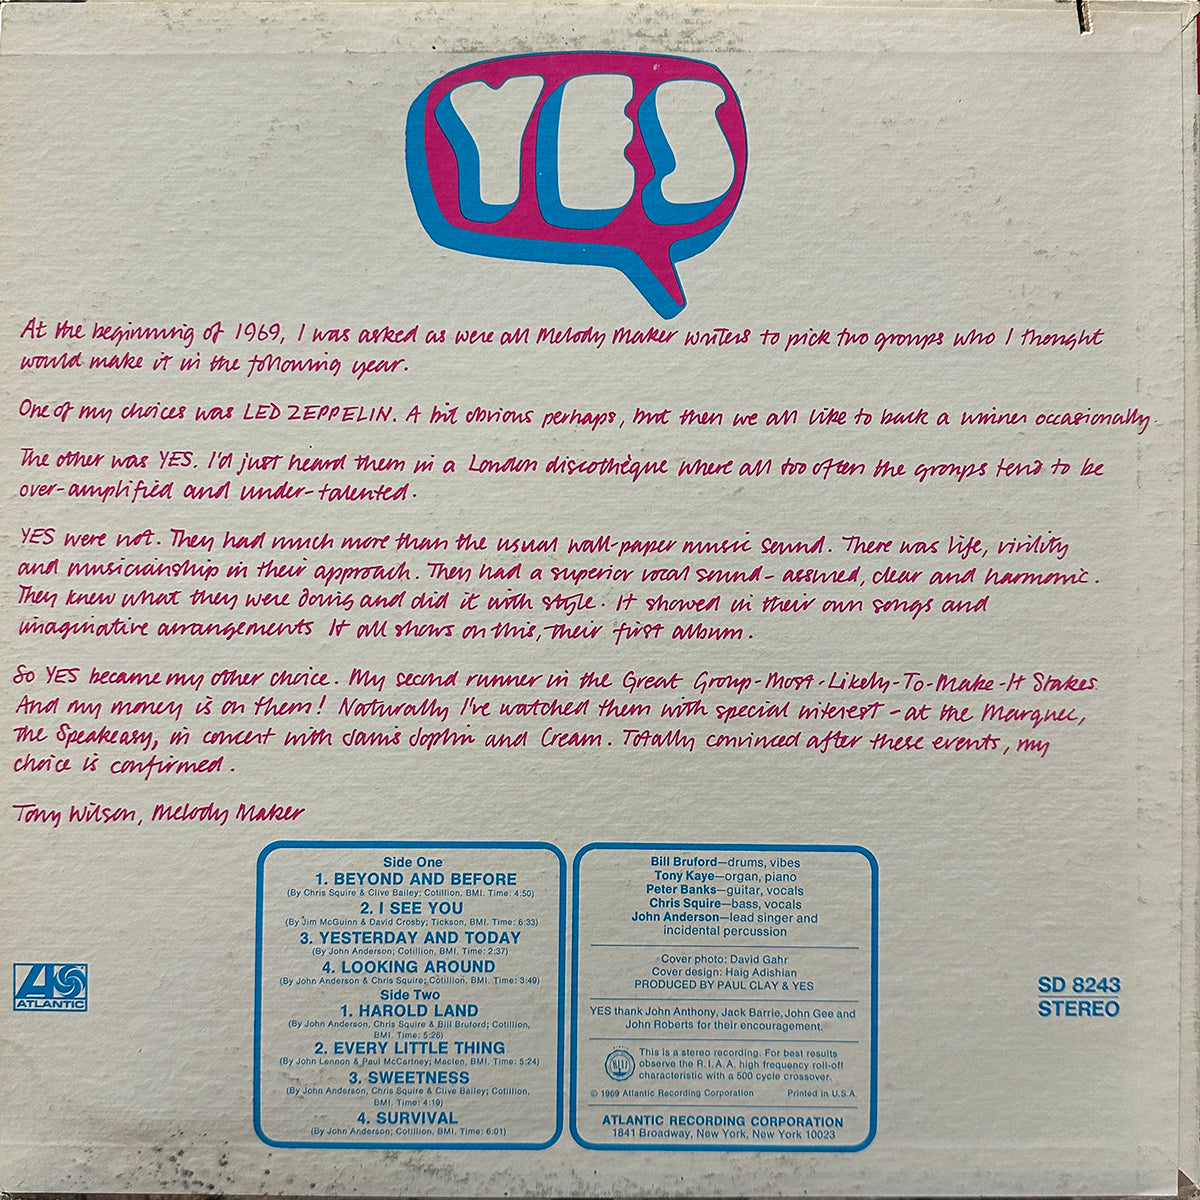 YES
At the beginning of 1969, I was asked as were all Melody Maker writers to pick two groups who I thought
would make it in the following year.
One of my choices was LED ZEPPELIN. A bit obvious perhaps, but then we all like to back a winner occasionally.
The other was YES. I'd just heard them in a London discothèque where all too often the groups tend to be
over-amplified and under-talented.
YES were not. They had much more than the usual wall-paper music sound. There was life, virility
and musicianship in their approach. They had a superior vocal sound - assured, clear and harmonic.
They knew what they were doing and did it with style. It showed in their own songs and
imaginative arrangements It all shows on this, their first album.
So YES became my other choice. My second runner in the Great Group-Most-Likely-To-Make-It Stakes.
And my money is on them! Naturally I've watched them with special interest - at the Marquee,
the Speakeasy, in concert with Janis Joplin and Cream. Totally convinced after these events, my
choice is confirmed.
Tony Wilson, Melody Maker
Side One
1. BEYOND AND BEFORE
(By Chris Squire & Clive Bailey; Cotillion, BMI. Time: 4:50)
2. I SEE YOU
(By Jim McGuinn & David Crosby; Tickson, BMI. Time: 6:33)
3. YESTERDAY AND TODAY
(By John Anderson; Cotillion, BMI. Time: 2:37)
4. LOOKING AROUND
(By John Anderson & Chris Squire; Cotillion, BMI. Time: 3:49)
Side Two
1. HAROLD LAND
(By John Anderson, Chris Squire & Bill Bruford; Cotillion,
BMI. Time: 5:26)
2. EVERY LITTLE THING
(By John Lennon & Paul McCartney; Maclen, BMI. Time: 5:24)
3. SWEETNESS
(By John Anderson, Chris Squire & Clive Bailey; Cotillion,
BMI. Time: 4:19)
4. SURVIVAL
(By John Anderson; Cotillion, BMI. Time: 6:01)
Bill Bruford—drums, vibes
Tony Kaye—organ, piano
Peter Banks—guitar, vocals
Chris Squire—bass, vocals
John Anderson—lead singer and
incidental percussion
Cover photo: David Gahr
Cover design: Haig Adishian
PRODUCED BY PAUL CLAY & YES
YES thank John Anthony, Jack Barrie, John Gee and
John Roberts for their encouragement.
This is a stereo recording. For best results
observe the R.I.A.A. high frequency roll-off
characteristic with a 500 cycle crossover.
© 1969 Atlantic Recording Corporation Printed in U.S.A.
ATLANTIC RECORDING CORPORATION
1841 Broadway, New York, New York 10023
ATLANTIC
SD 8243
STEREO